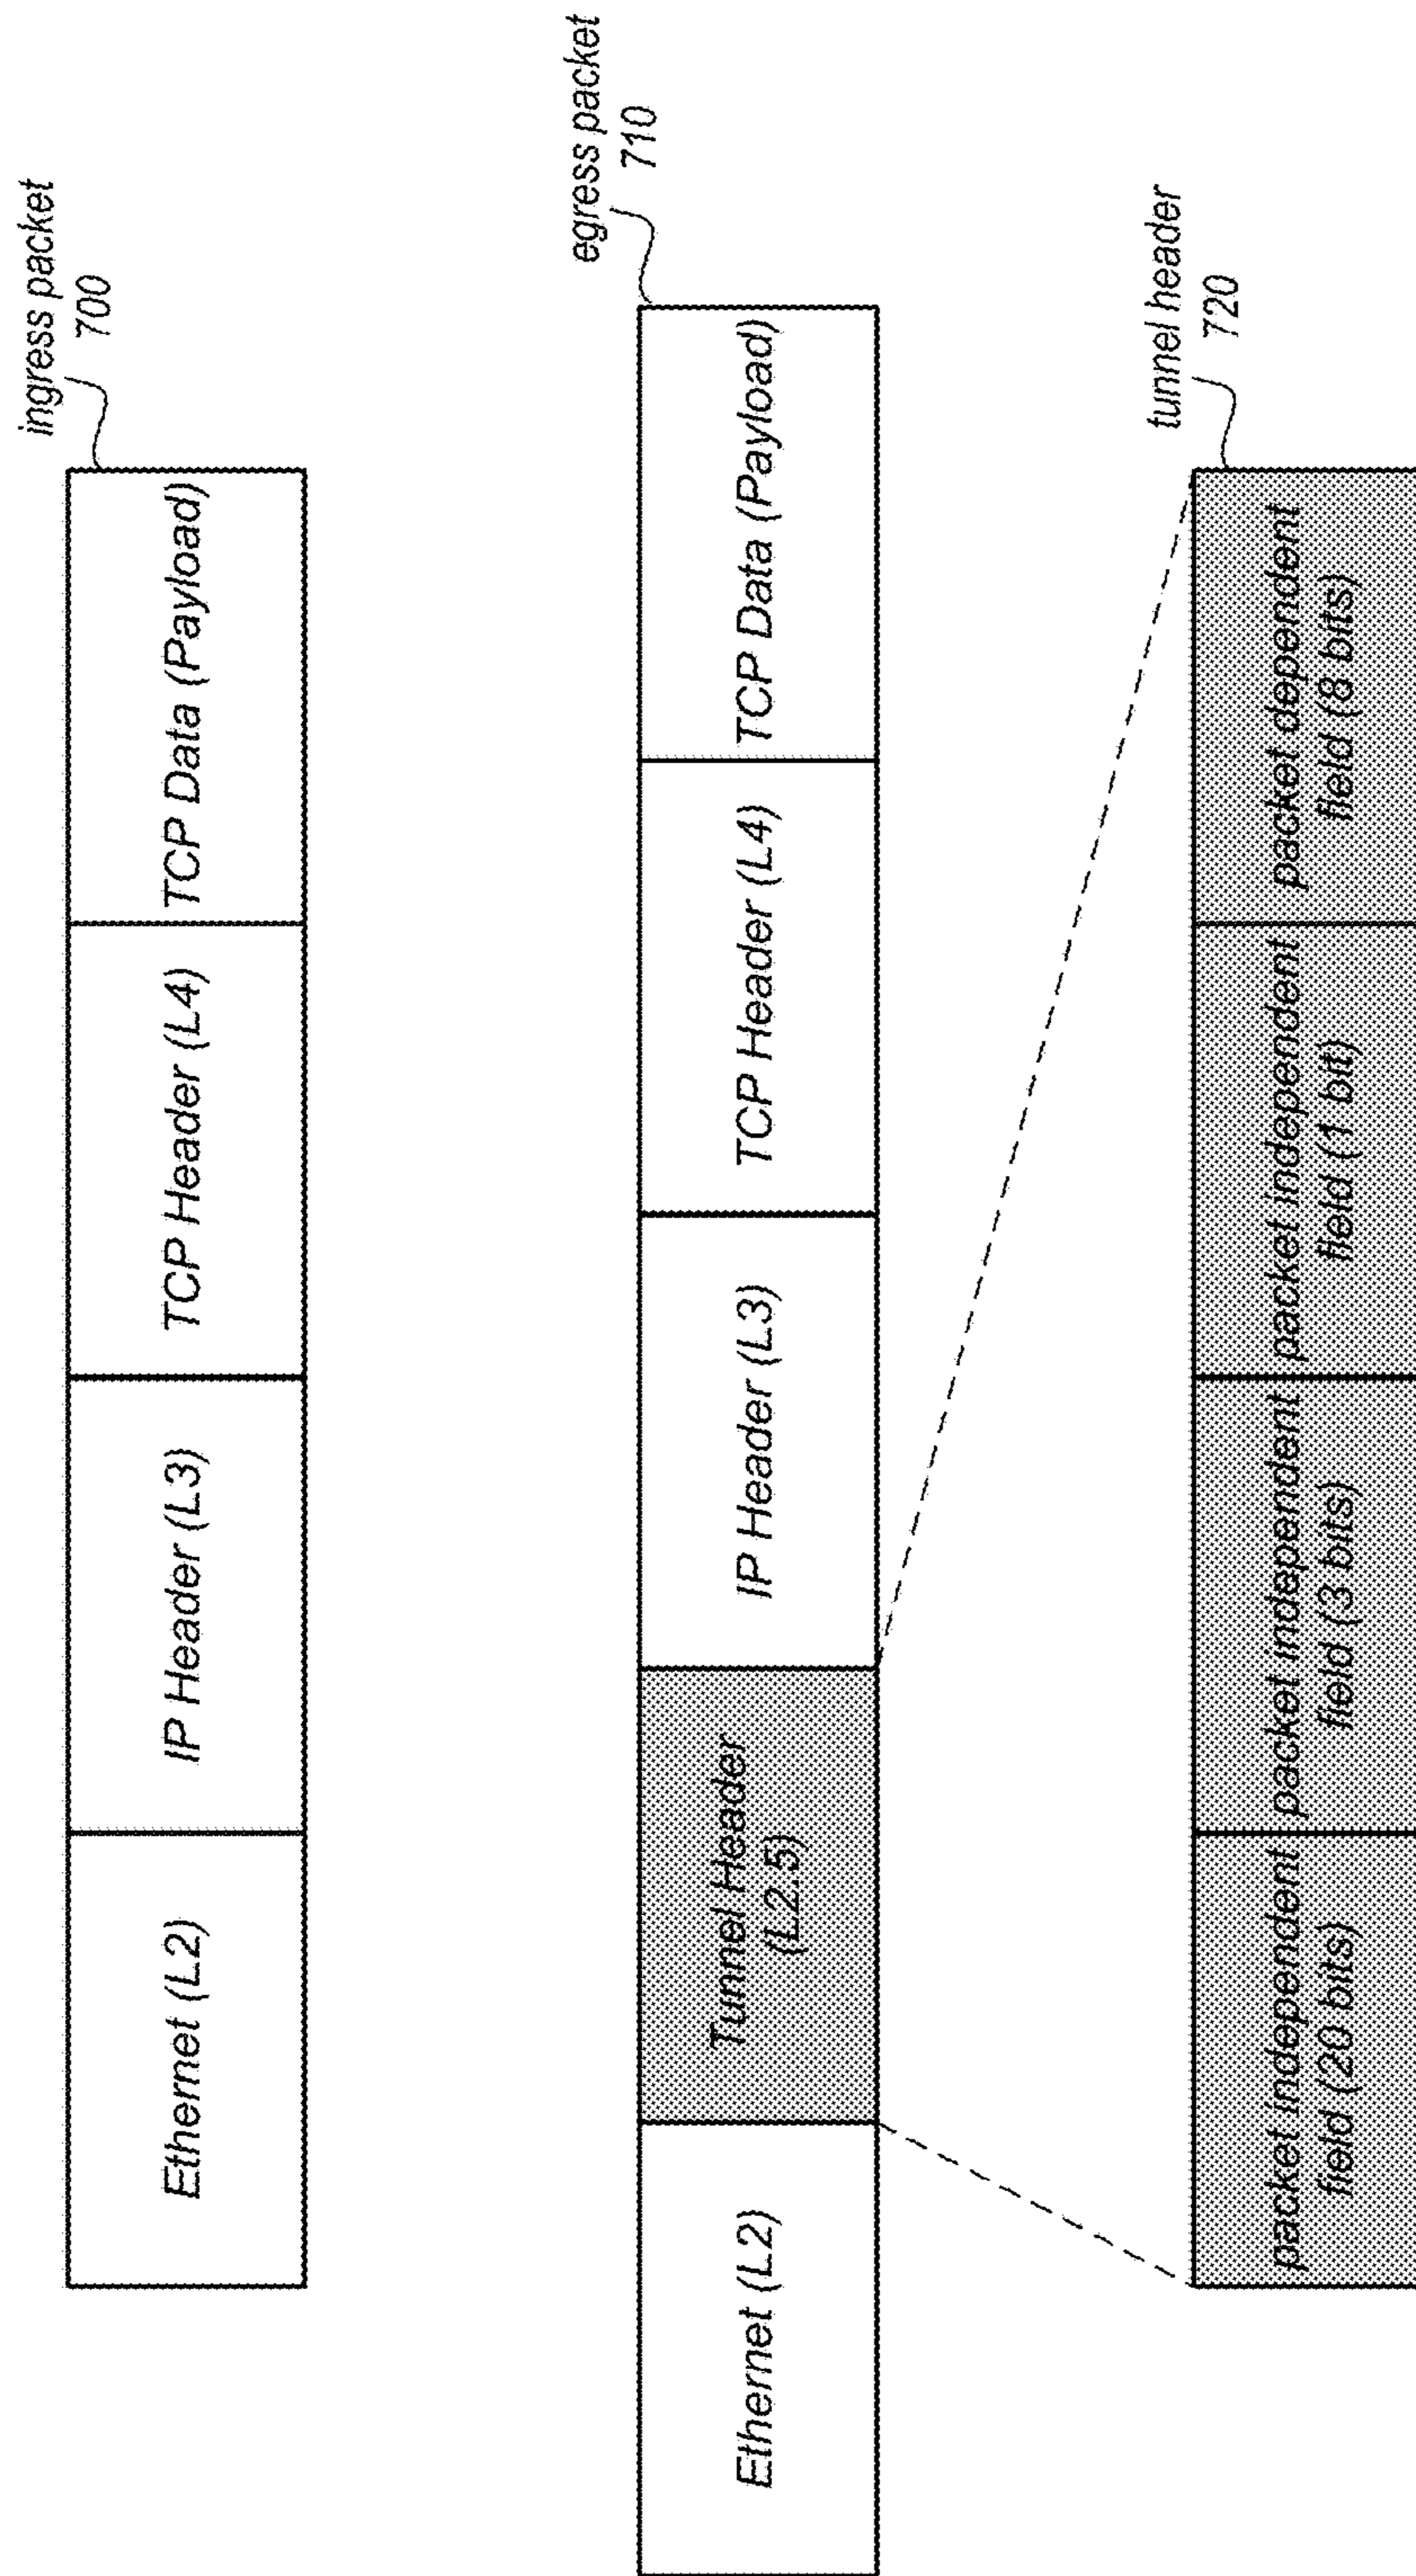 ingress packet
700
Ethernet (L2)
IP Header (L3)
TCP Header (L4)
TCP Data (Payload)
egress packet
710
Ethernet (L2)
Tunnel Header
(L2.5)
IP Header (L3)
TCP Header (L4)
TCP Data (Payload)
tunnel header
720
packet independent
field (20 bits)
packet independent
field (3 bits)
packet independent
field (1 bit)
packet dependent
field (8 bits)